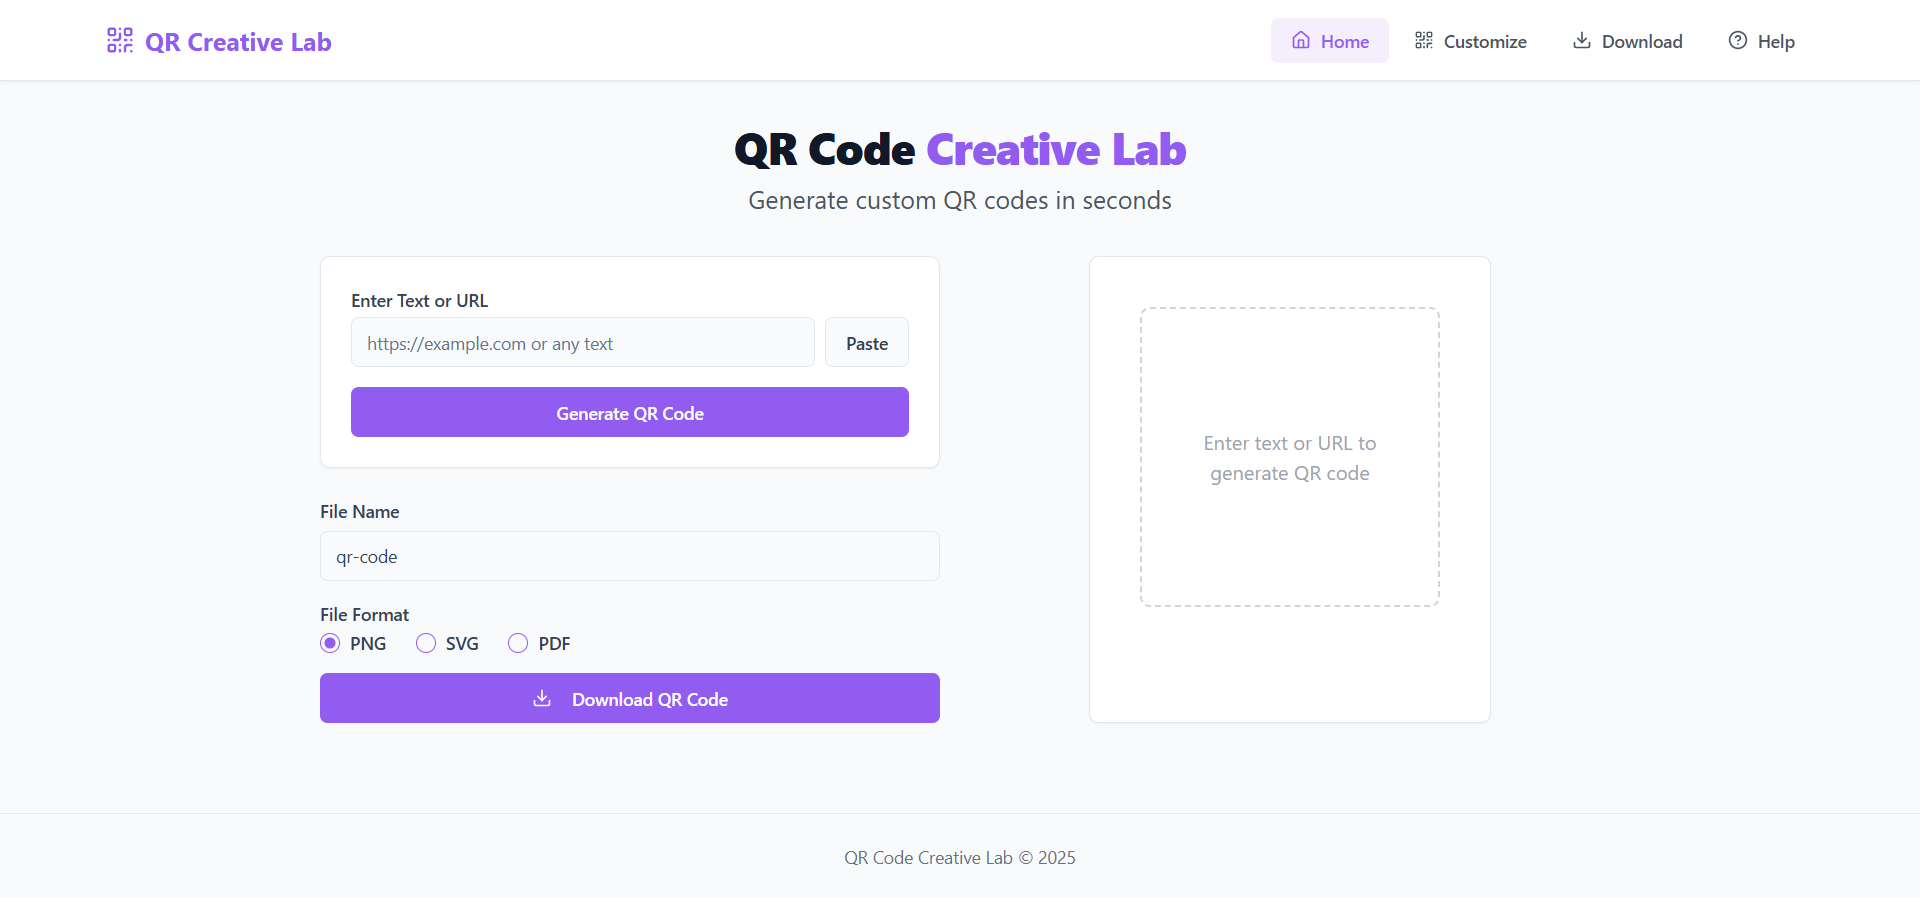 QR Creative Lab
Home
Customize
Download
Help
QR Code Creative Lab
Generate custom QR codes in seconds
Enter Text or URL
https://example.com or any text
Paste
Generate QR Code
File Name
qr-code
File Format
PNG
SVG
PDF
Download QR Code
Enter text or URL to
generate QR code
QR Code Creative Lab © 2025